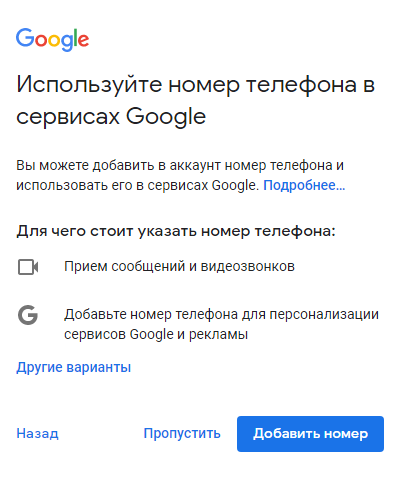 Google
Используйте номер телефона в
сервисах Google
Вы можете добавить в аккаунт номер телефона и
использовать его в сервисах Google. Подробнее…
Для чего стоит указать номер телефона:
Прием сообщений и видеозвонков
G
Добавьте номер телефона для персонализации
сервисов Google и рекламы
Другие варианты
Назад
Пропустить
Добавить номер